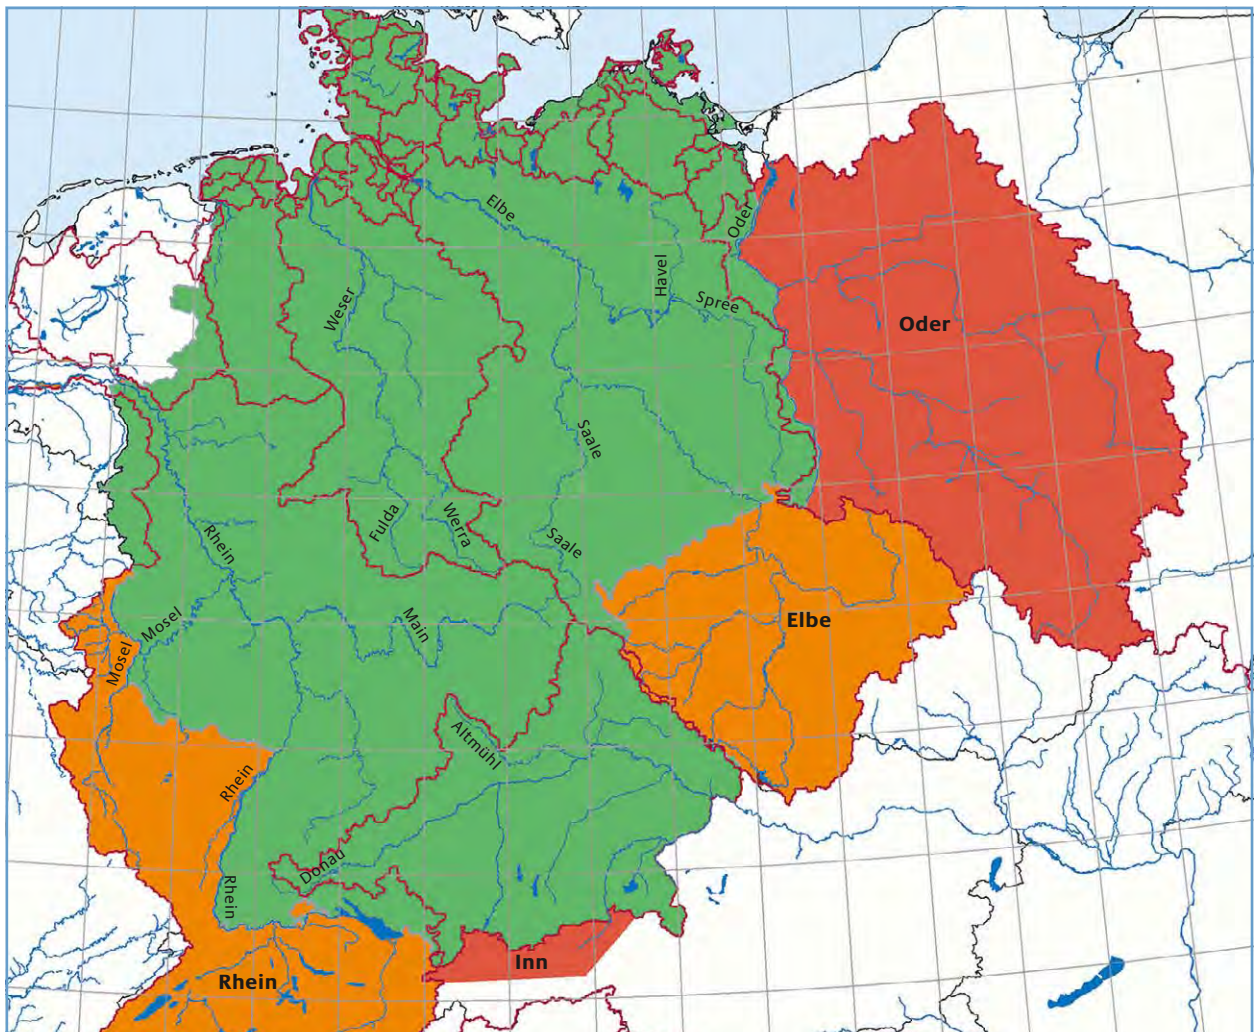 Elbe
Oder
Havel
Spree
Weser
Oder
Saale
Fulda
Werra
Rhein
Saale
Mosel
Main
Elbe
Mosel
Altmühl
Rhein
Donau
Rhein
Inn
Rhein